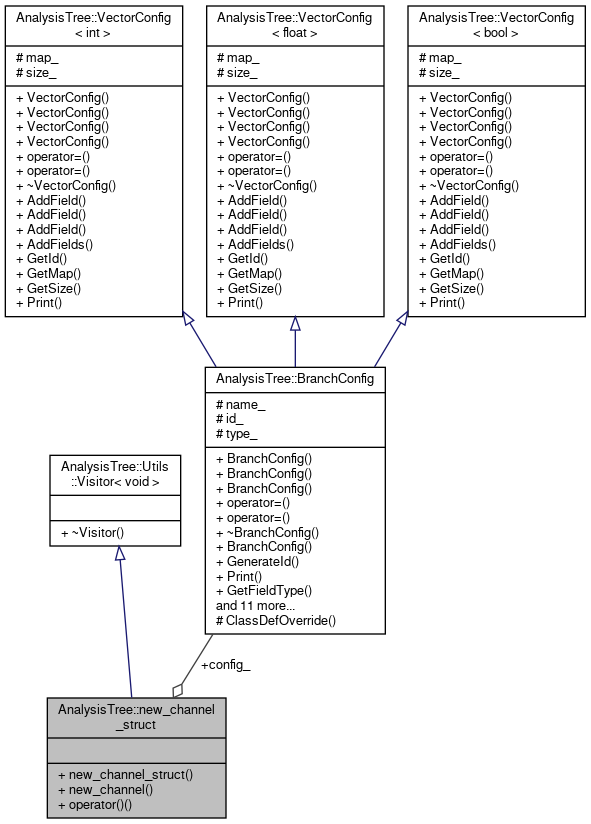 AnalysisTree::VectorConfig
< int >
# map_
# size_
+ VectorConfig()
+ VectorConfig()
+ VectorConfig()
+ VectorConfig()
+ operator=()
+ operator=()
+ ~VectorConfig()
+ AddField()
+ AddField()
+ AddField()
+ AddFields()
+ GetId()
+ GetMap()
+ GetSize()
+ Print()
AnalysisTree::VectorConfig
< float >
# map_
# size_
+ VectorConfig()
+ VectorConfig()
+ VectorConfig()
+ VectorConfig()
+ operator=()
+ operator=()
+ ~VectorConfig()
+ AddField()
+ AddField()
+ AddField()
+ AddFields()
+ GetId()
+ GetMap()
+ GetSize()
+ Print()
AnalysisTree::VectorConfig
< bool >
# map_
# size_
+ VectorConfig()
+ VectorConfig()
+ VectorConfig()
+ VectorConfig()
+ operator=()
+ operator=()
+ ~VectorConfig()
+ AddField()
+ AddField()
+ AddField()
+ AddFields()
+ GetId()
+ GetMap()
+ GetSize()
+ Print()
AnalysisTree::BranchConfig
# name_
# id_
# type_
+ BranchConfig()
+ BranchConfig()
+ BranchConfig()
+ operator=()
+ operator=()
+ ~BranchConfig()
+ BranchConfig()
+ GenerateId()
+ Print()
+ GetFieldType()
and 11 more...
# ClassDefOverride()
AnalysisTree::Utils
::Visitor< void >
+ ~Visitor()
+config_
AnalysisTree::new_channel
_struct
+ new_channel_struct()
+ new_channel()
+ operator()()